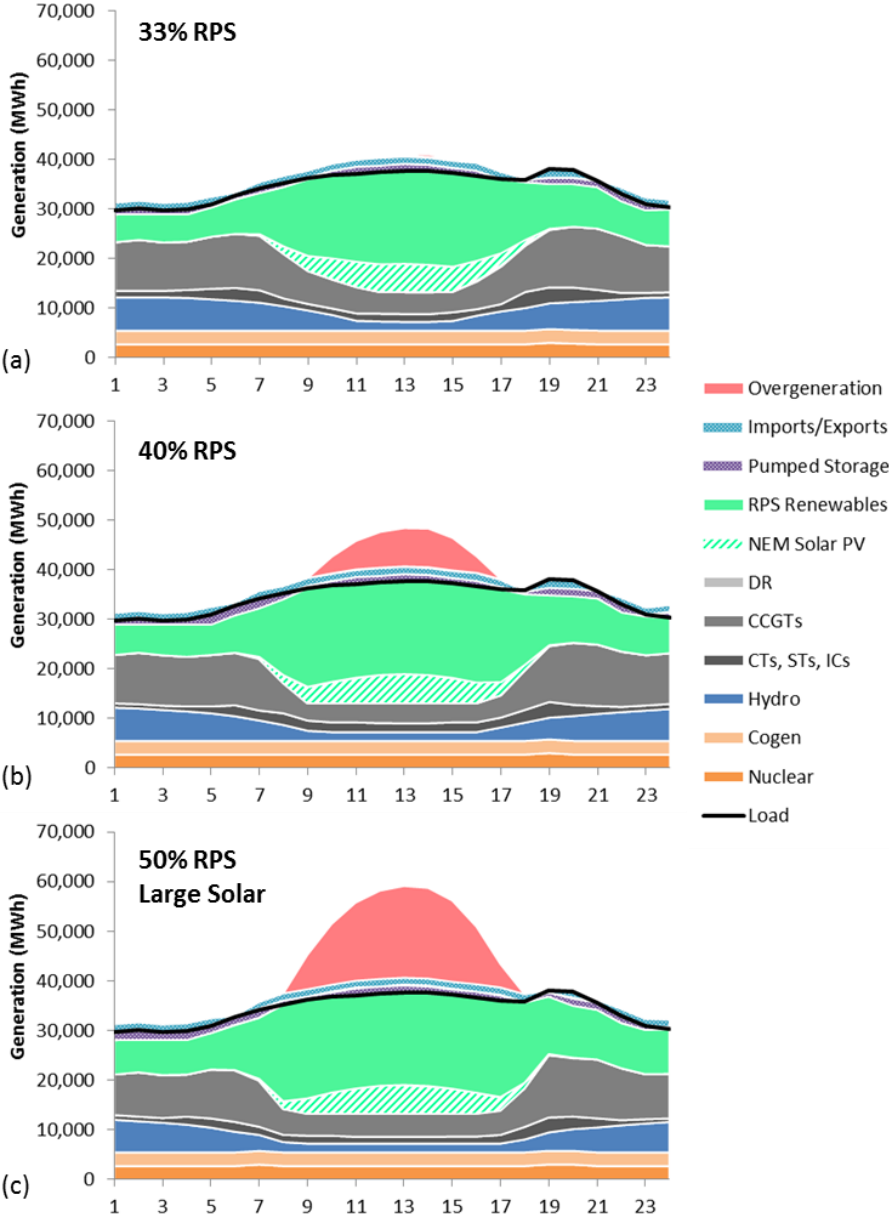 70,000
60,000
50,000
40,000
30,000
20,000
10,000
0
Generation (MWh)
33% RPS
1 3 5 7 9 11 13 15 17 19 21 23
(a)
70,000
60,000
50,000
40,000
30,000
20,000
10,000
0
Generation (MWh)
40% RPS
1 3 5 7 9 11 13 15 17 19 21 23
(b)
Overgeneration
Imports/Exports
Pumped Storage
RPS Renewables
NEM Solar PV
DR
CCGTs
CTs, STs, ICs
Hydro
Cogen
Nuclear
Load
70,000
60,000
50,000
40,000
30,000
20,000
10,000
0
Generation (MWh)
50% RPS
Large Solar
1 3 5 7 9 11 13 15 17 19 21 23
(c)